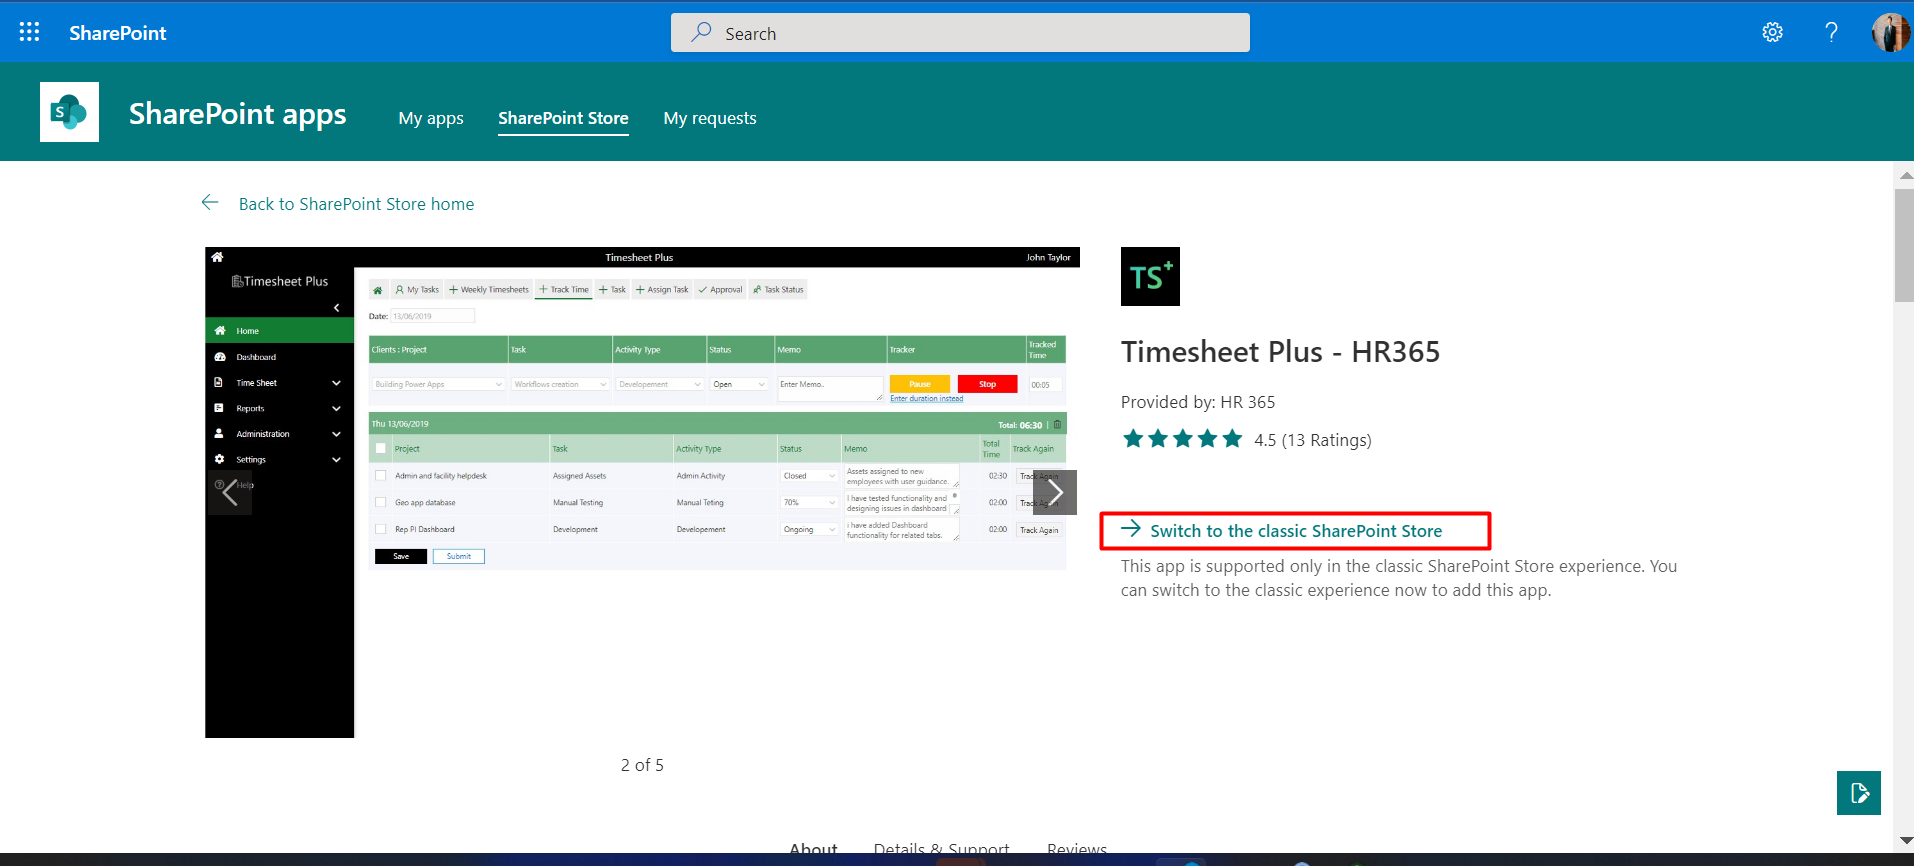 SharePoint
Search
SharePoint apps
My apps
SharePoint Store
My requests
Back to SharePoint Store home
Timesheet Plus
John Taylor
Timesheet Plus
Home
Dashboard
Time Sheet
Reports
Administration
Settings
Help
My Tasks
Weekly Timesheets
Track Time
Task
Assign Task
Approval
Task Status
Date: 13/06/2019
Clients : Project
Task
Activity Type
Status
Memo
Tracker
Tracked Time
Building Power Apps
Workflows creation
Developement
Open
Enter Memo..
Pause
Stop
00:05
Enter duration instead
Thu 13/06/2019
Total: 06:30
Project
Task
Activity Type
Status
Memo
Total Time
Track Again
Admin and facility helpdesk
Assigned Assets
Admin Activity
Closed
Assets assigned to new
employees with user guidance.
02:30
Track Again
Geo app database
Manual Testing
Manual Teting
70%
I have tested functionality and
designing issues in dashboard
02:00
Track Again
Rep PI Dashboard
Development
Developement
Ongoing
i have added Dashboard
functionality for related tabs.
02:00
Track Again
Save
Submit
2 of 5
TS+
Timesheet Plus - HR365
Provided by: HR 365
4.5 (13 Ratings)
Switch to the classic SharePoint Store
This app is supported only in the classic SharePoint Store experience. You
can switch to the classic experience now to add this app.
About
Details & Support
Reviews